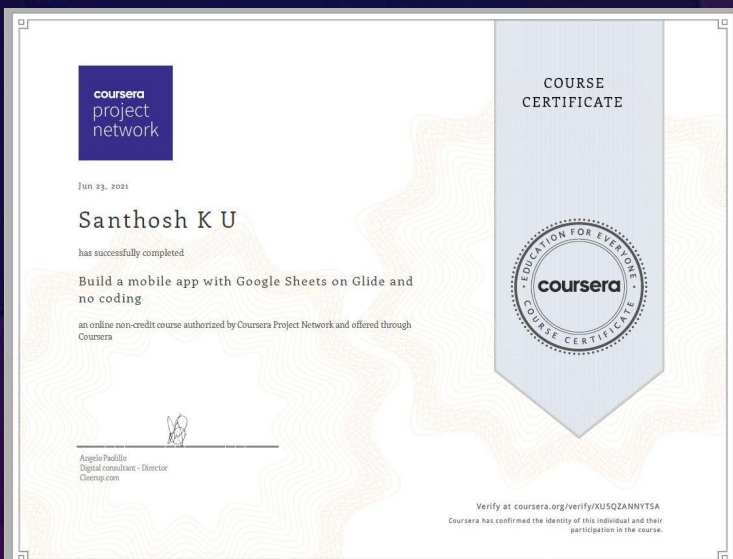 coursera
project
network
Jun 23, 2021
Santhosh K U
has successfully completed
Build a mobile app with Google Sheets on Glide and
no coding
an online non-credit course authorized by Coursera Project Network and offered through
Coursera
Angelo Paolillo
Digital consultant - Director
Cleerup.com
COURSE
CERTIFICATE
EDUCATION FOR EVERYONE
coursera
COURSE CERTIFICATE
Verify at coursera.org/verify/XUSQZANNYTSA
Coursera has confirmed the identity of this individual and their
participation in the course.